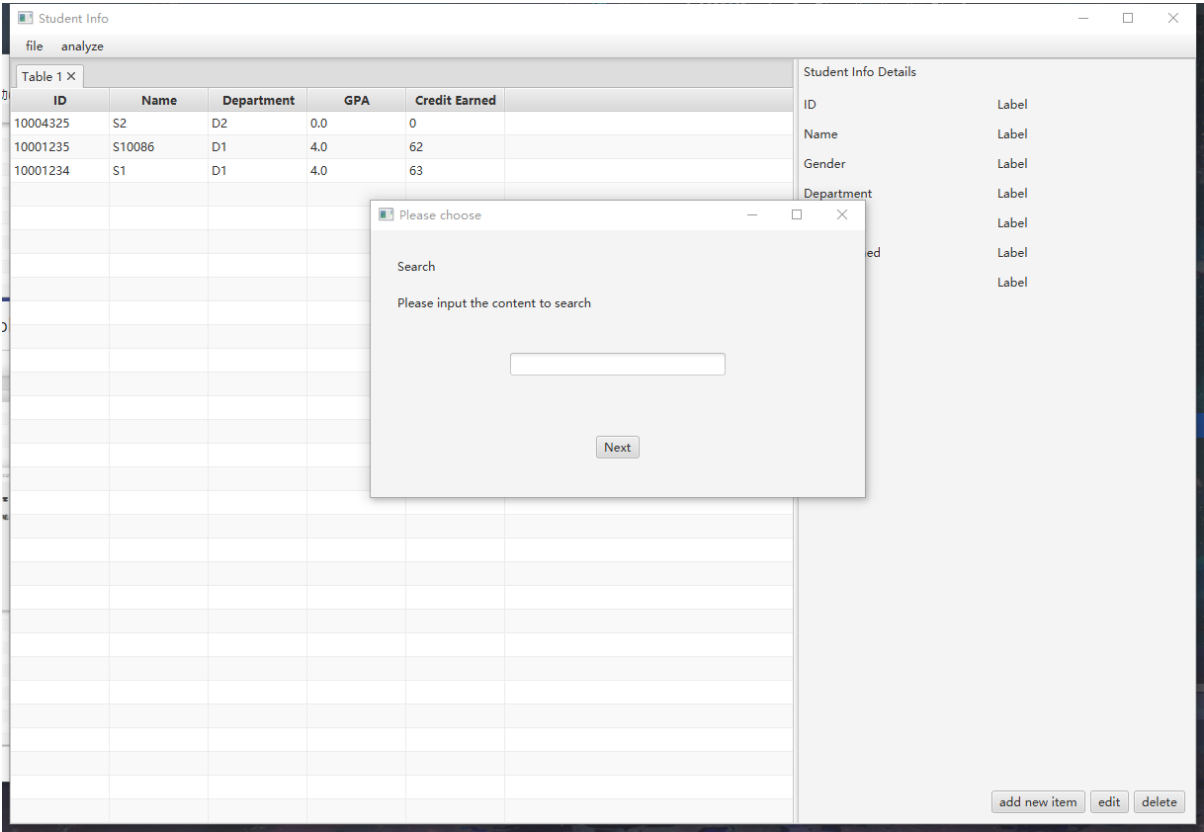 Student Info
file analyze
Table 1
ID Name Department GPA Credit Earned
10004325 S2 D2 0.0 0
10001235 S10086 D1 4.0 62
10001234 S1 D1 4.0 63
Student Info Details
ID Label
Name Label
Gender Label
Department Label
Label
ed Label
Label
Please choose
Search
Please input the content to search
Next
add new item edit delete